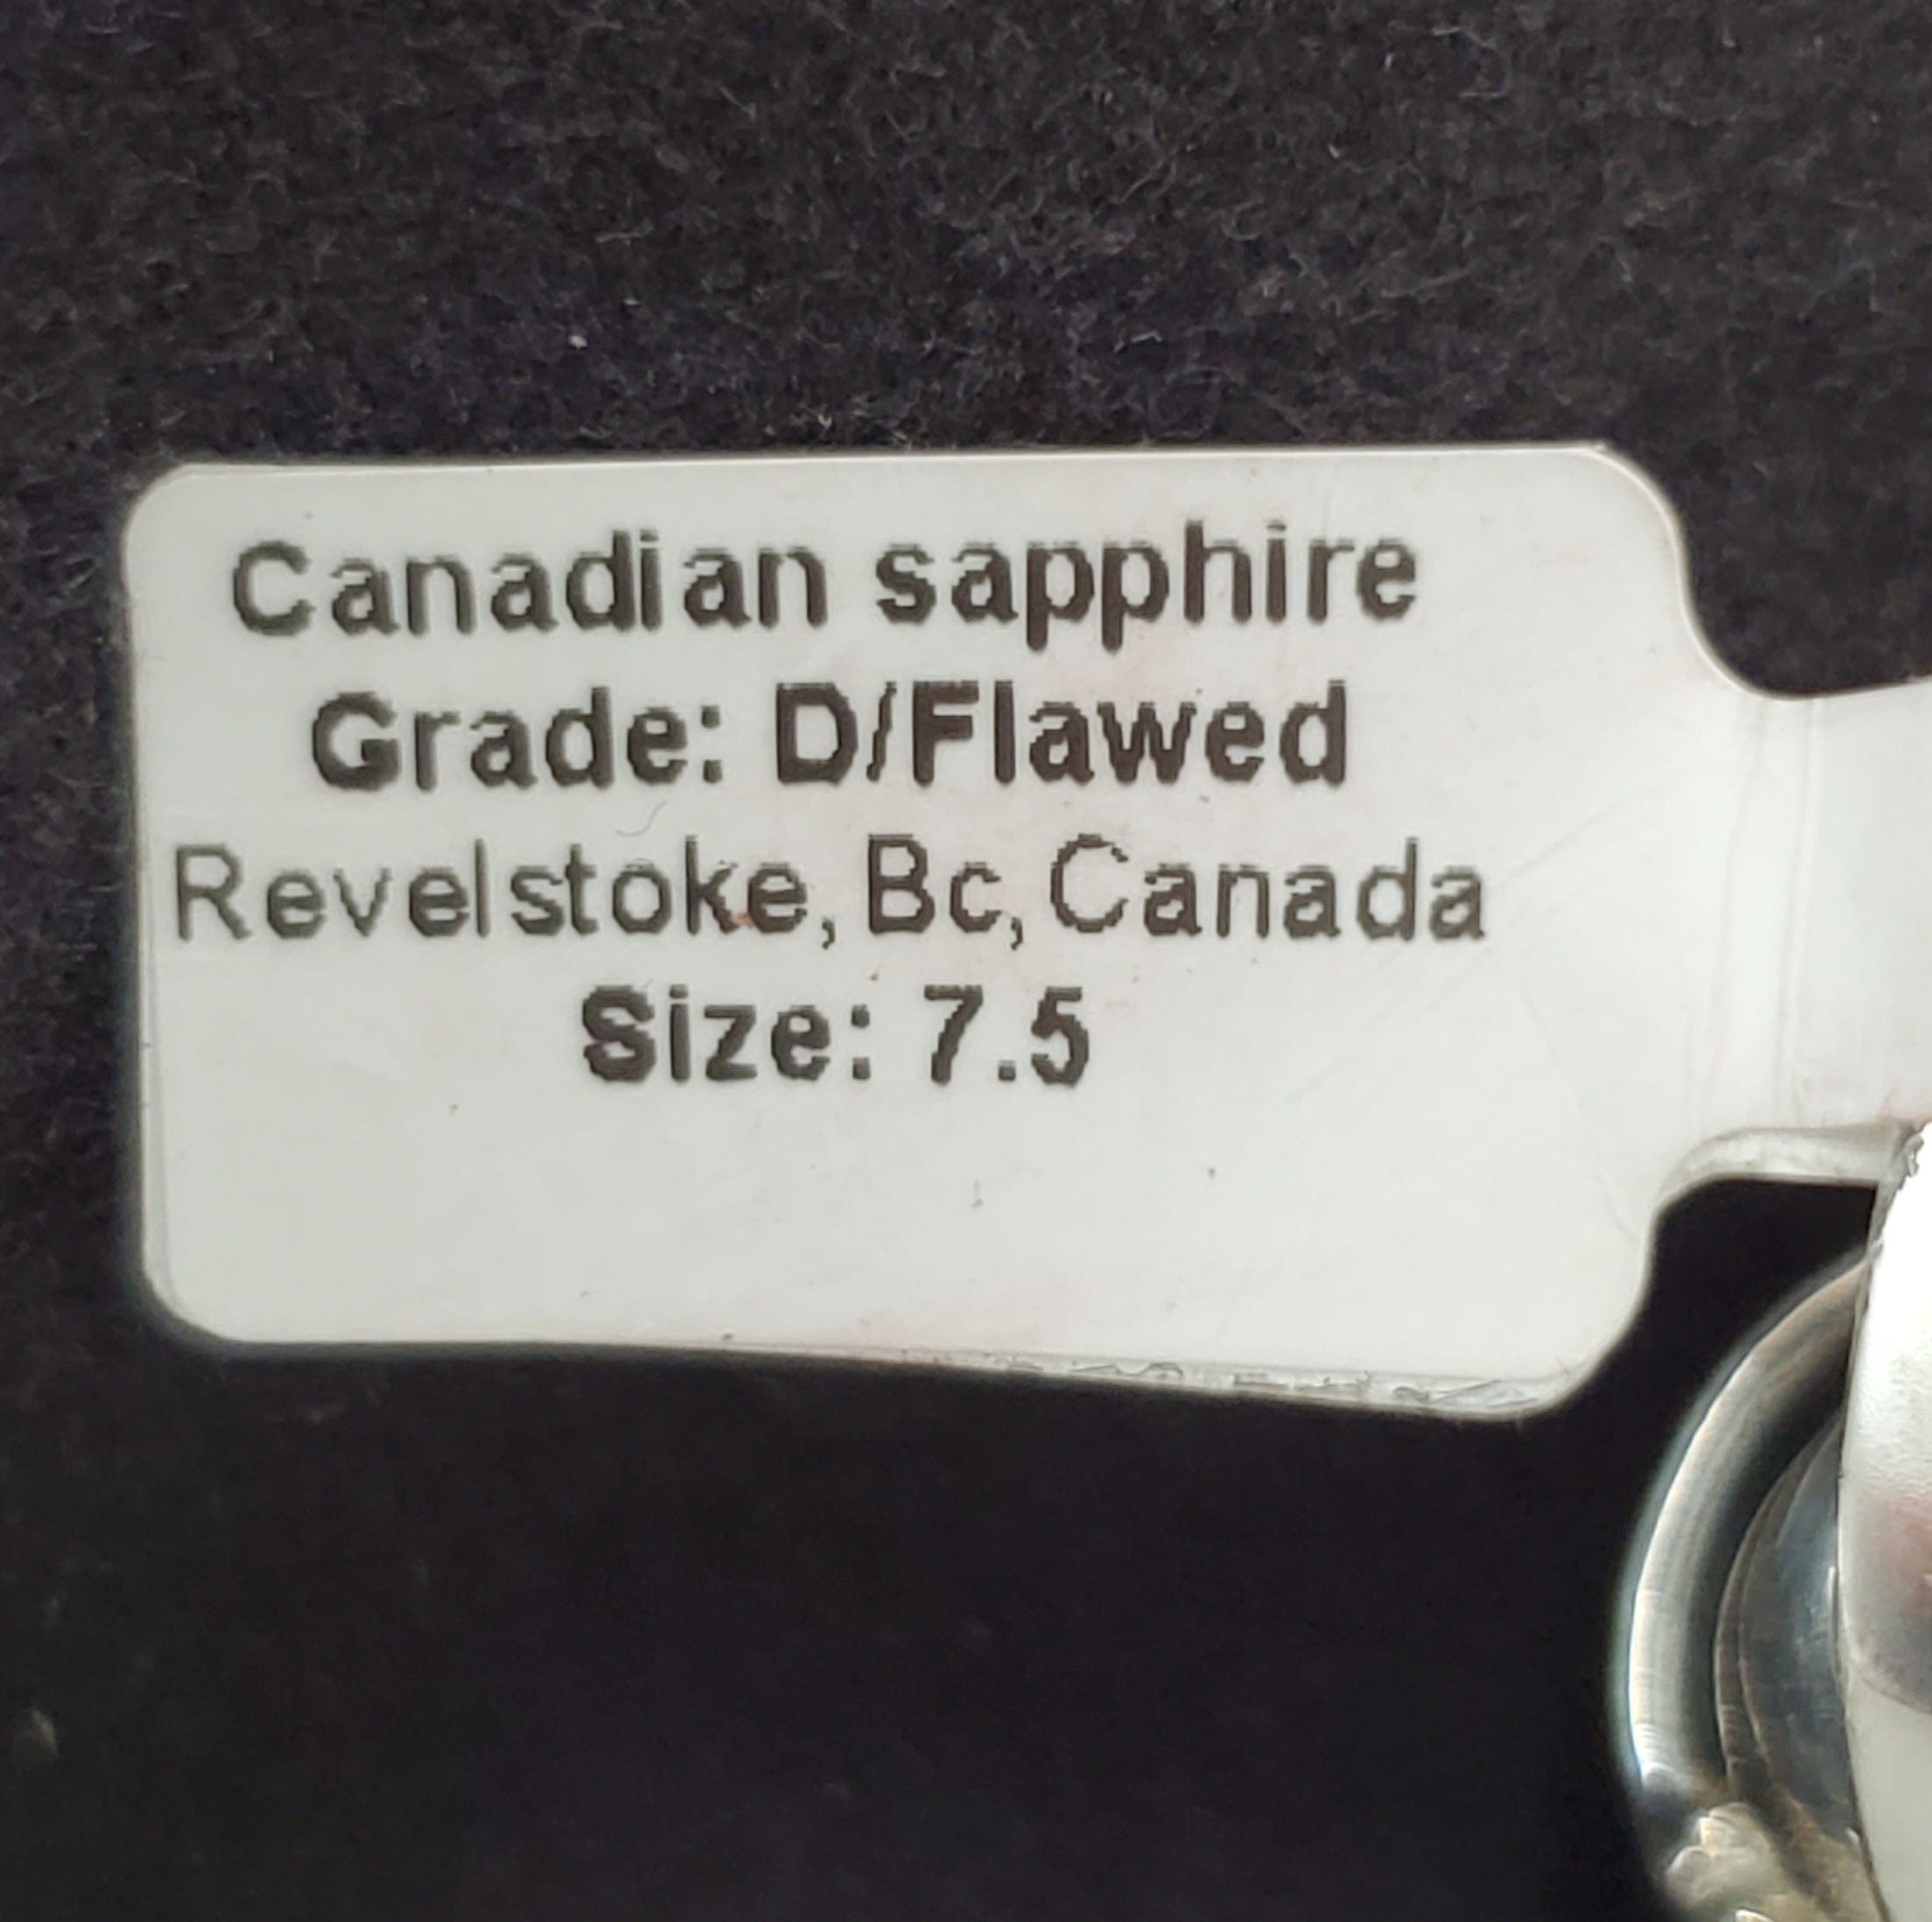 Canadian sapphire
Grade: D/Flawed
Revelstoke, Bc, Canada
Size: 7.5